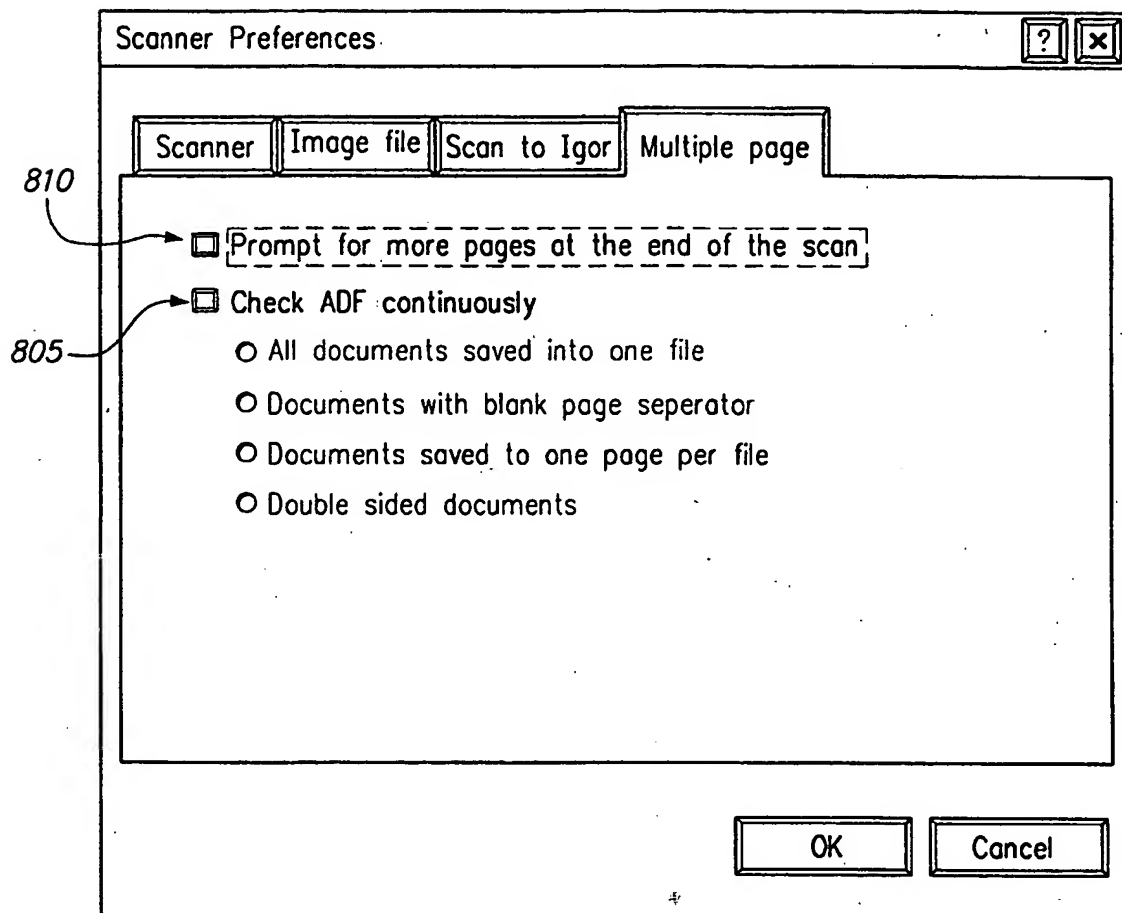 Scanner Preferences ? ×
Scanner Image file Scan to Igor Multiple page
810
Prompt for more pages at the end of the scan
Check ADF continuously
805
All documents saved into one file
Documents with blank page seperator
Documents saved to one page per file
Double sided documents
OK Cancel